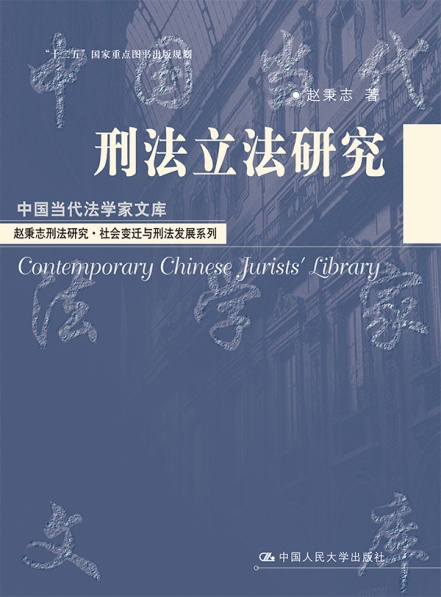 “十二五”国家重点图书出版规划
中国当代
赵秉志 著
刑法立法研究
中国当代法学家文库
赵秉志刑法研究·社会变迁与刑法发展系列
Contemporary Chinese Jurists' Library
法学家
文库
中国人民大学出版社